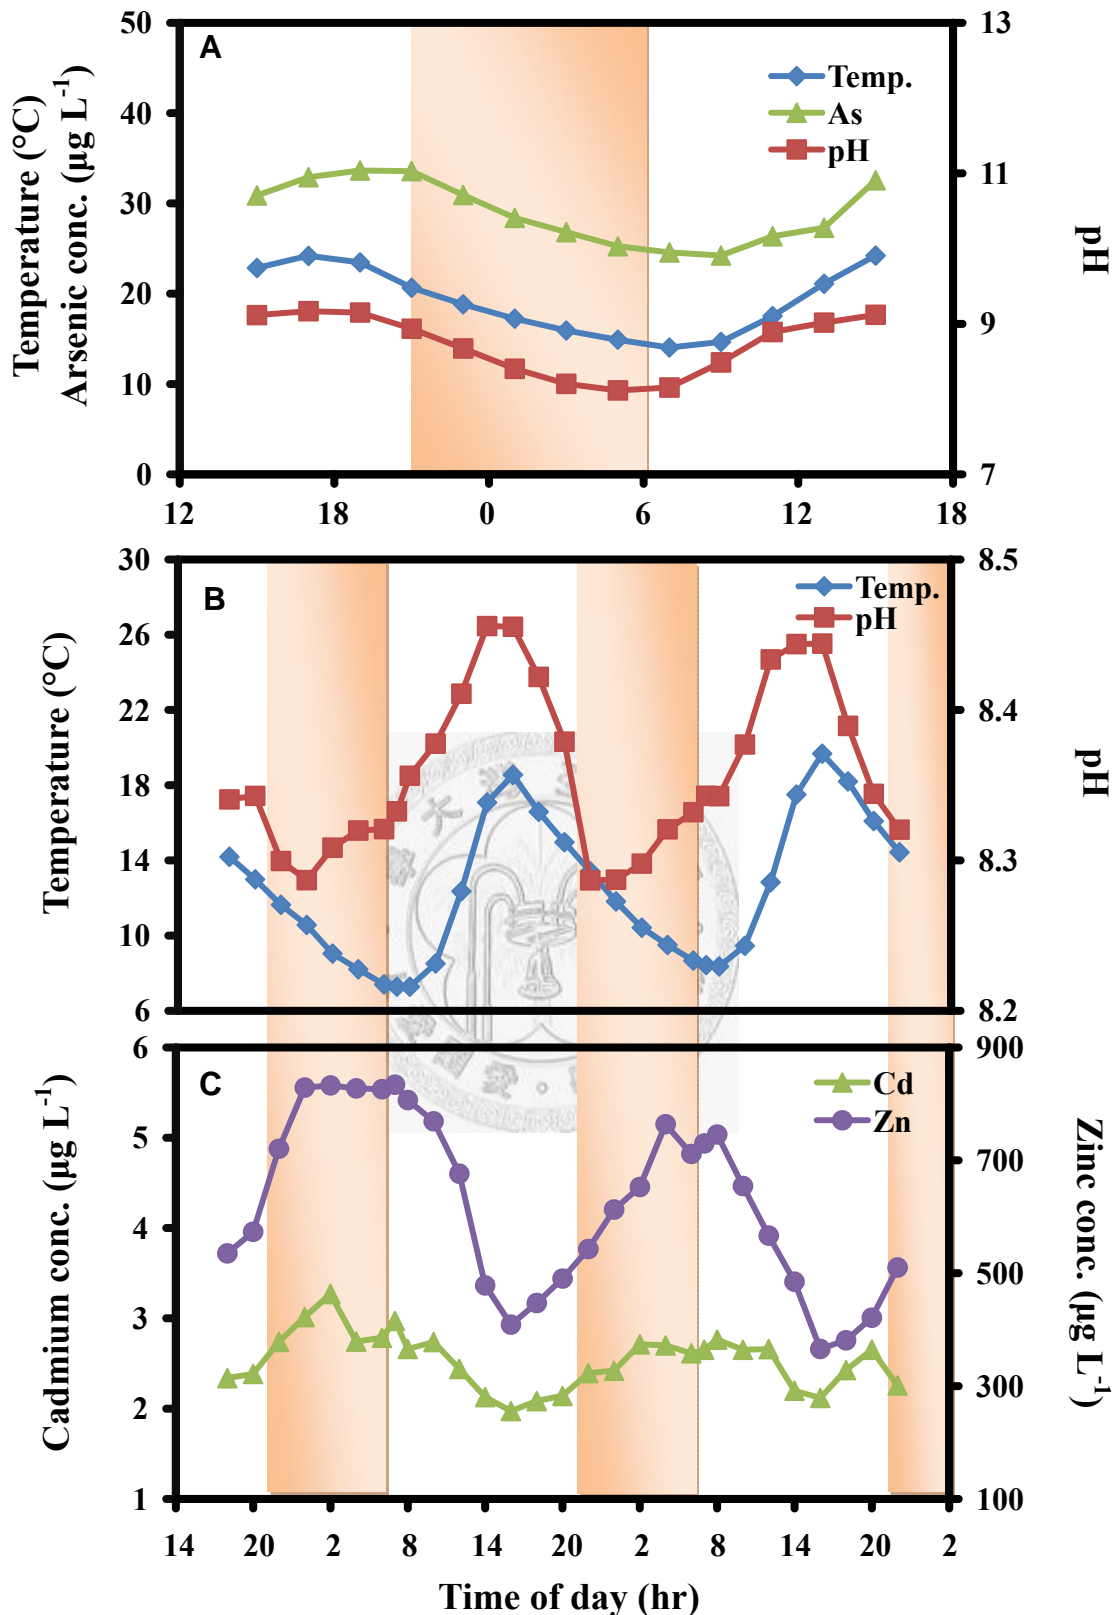 A
50
40
30
20
10
0
Temperature (°C)
Arsenic conc. (µg L⁻¹)
Temp.
As
pH
13
11
9
7
pH
12 18 0 6 12 18
B
30
26
22
18
14
10
6
Temperature (°C)
Temp.
pH
8.5
8.4
8.3
8.2
pH
C
6
5
4
3
2
1
Cadmium conc. (µg L⁻¹)
Cd
Zn
900
700
500
300
100
Zinc conc. (µg L⁻¹)
14 20 2 8 14 20 2 8 14 20 2
Time of day (hr)